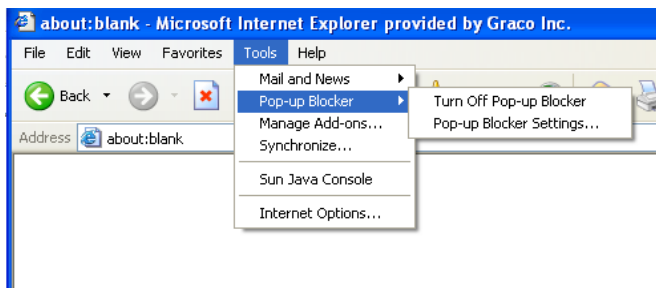 about:blank - Microsoft Internet Explorer provided by Graco Inc.
File Edit View Favorites Tools Help
Back
Address about:blank
Mail and News
Pop-up Blocker
Manage Add-ons...
Synchronize...
Sun Java Console
Internet Options...
Turn Off Pop-up Blocker
Pop-up Blocker Settings...